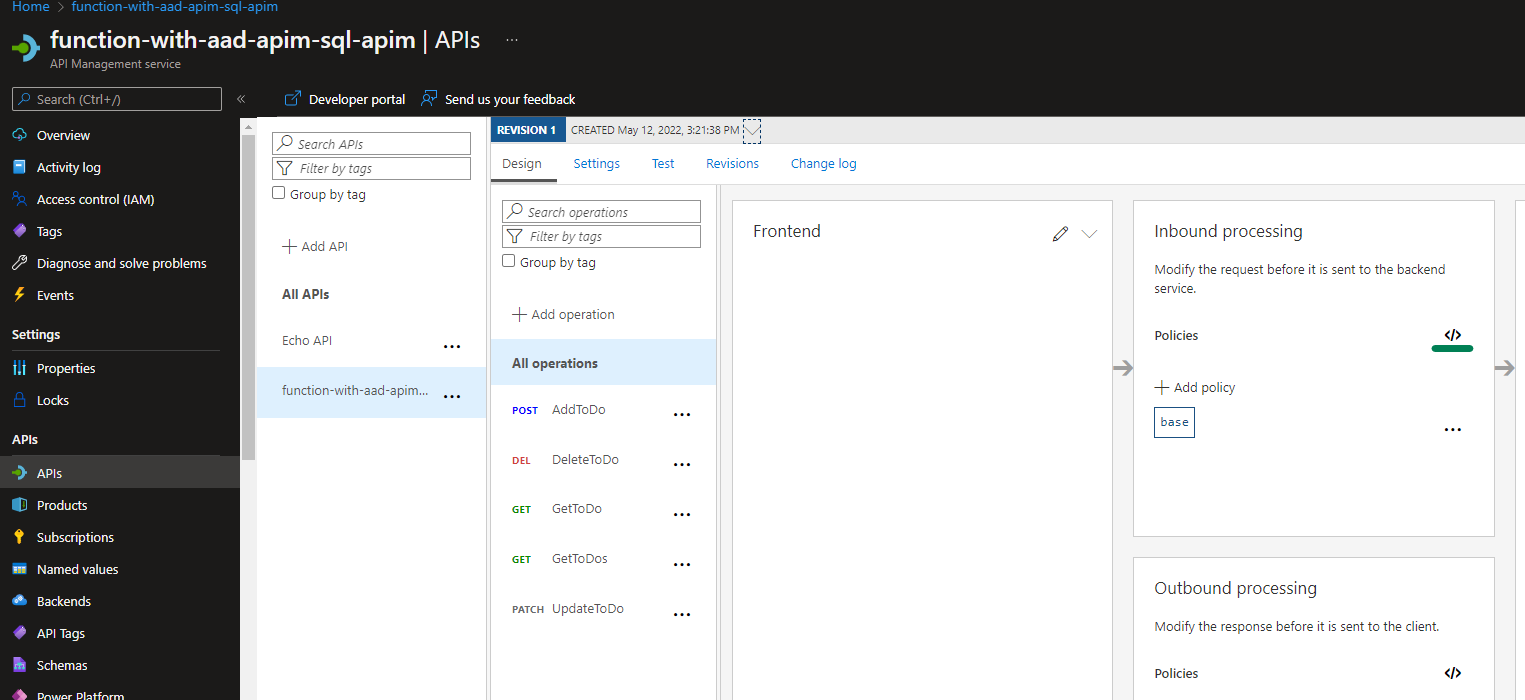 Home > function-with-aad-apim-sql-apim
function-with-aad-apim-sql-apim | APIs ...
API Management service
Search (Ctrl+/)
«
Developer portal
Send us your feedback
Overview
Activity log
Access control (IAM)
Tags
Diagnose and solve problems
Events
Settings
Properties
Locks
APIs
APIs
Products
Subscriptions
Named values
Backends
API Tags
Schemas
Power Platform
Search APIs
Filter by tags
Group by tag
+ Add API
All APIs
Echo API ...
function-with-aad-apim... ...
REVISION 1 CREATED May 12, 2022, 3:21:38 PM
Design Settings Test Revisions Change log
Search operations
Filter by tags
Group by tag
+ Add operation
All operations
POST AddToDo ...
DEL DeleteToDo ...
GET GetToDo ...
GET GetToDos ...
PATCH UpdateToDo ...
Frontend
Inbound processing
Modify the request before it is sent to the backend
service.
Policies </>
+ Add policy
base ...
Outbound processing
Modify the response before it is sent to the client.
Policies </>